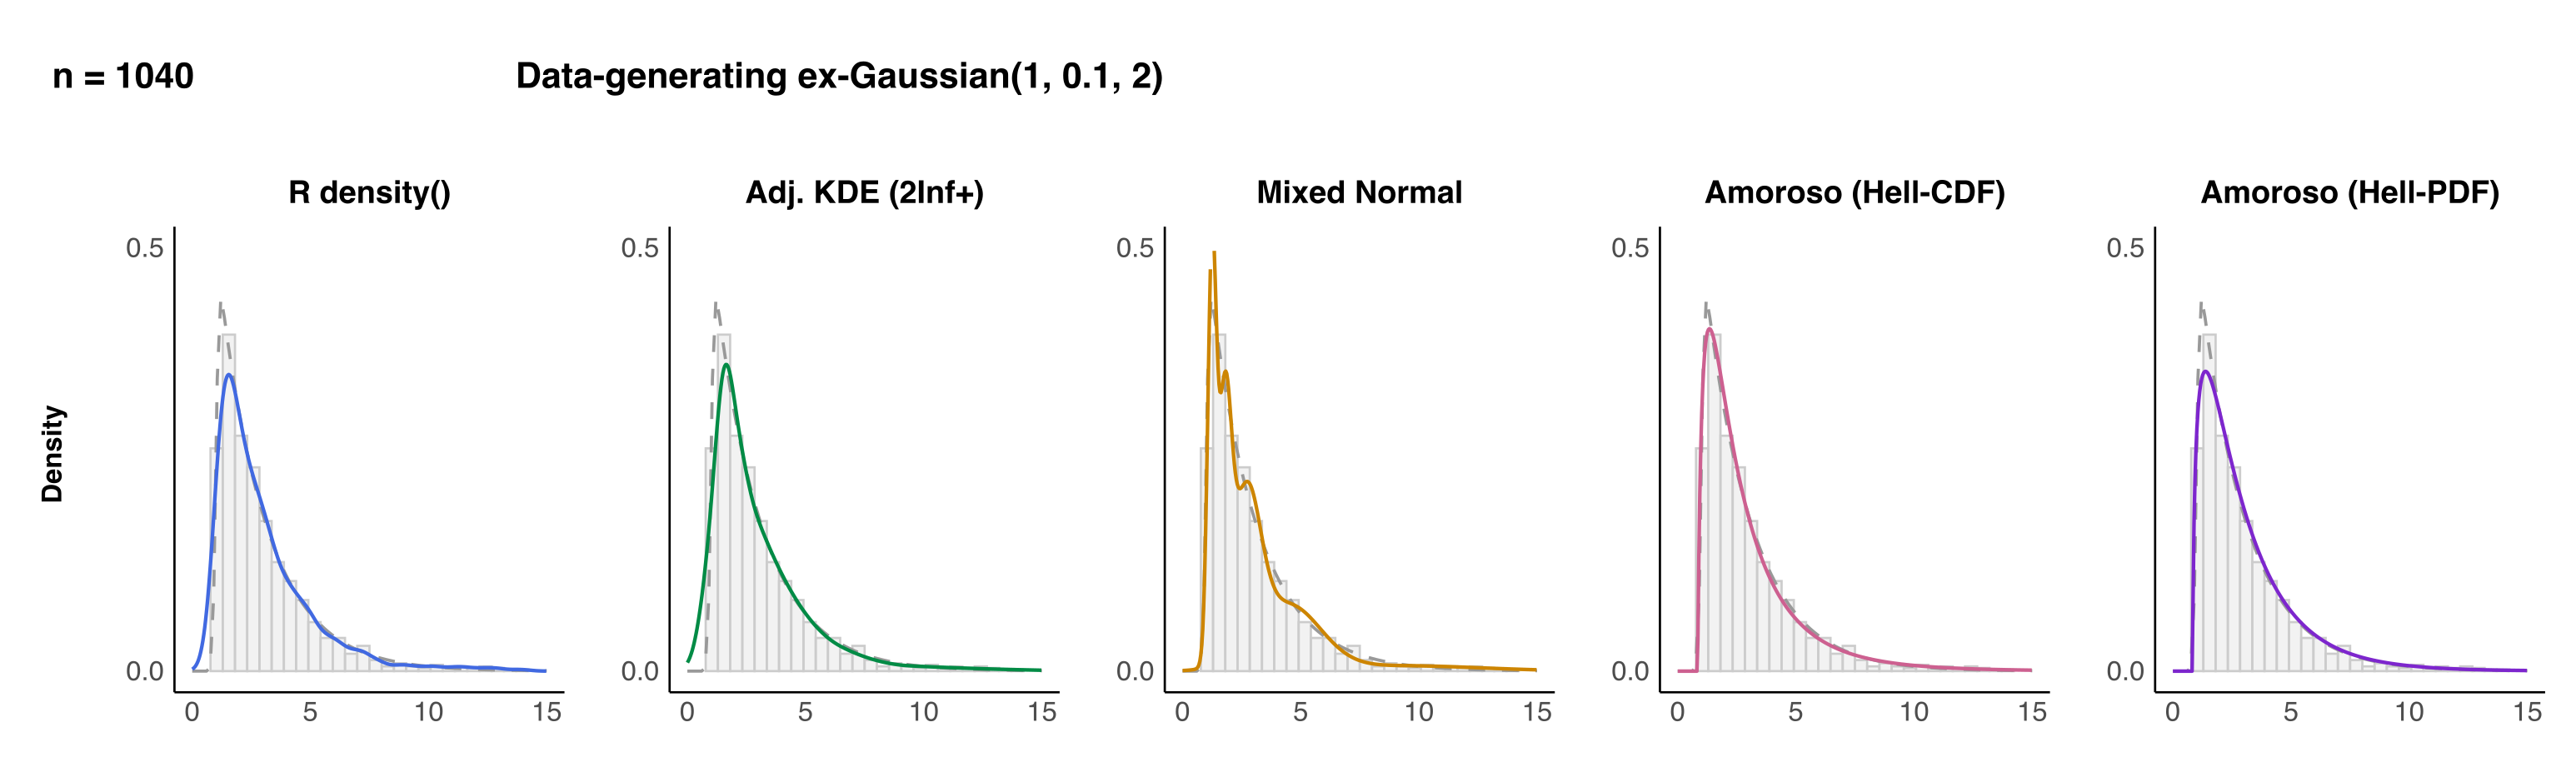 n = 1040 Data-generating ex-Gaussian(1, 0.1, 2)
R density() Adj. KDE (2Inf+) Mixed Normal Amoroso (Hell-CDF) Amoroso (Hell-PDF)
0.5 0.5 0.5 0.5 0.5
Density
0.0 0.0 0.0 0.0 0.0
0 5 10 15 0 5 10 15 0 5 10 15 0 5 10 15 0 5 10 15